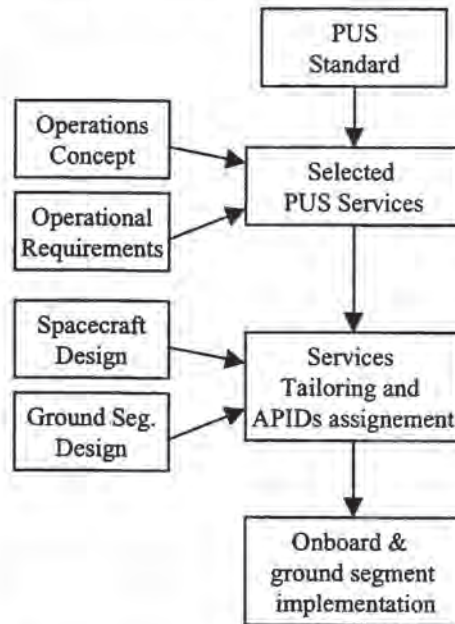 PUS
Standard
Operations
Concept
Selected
PUS Services
Operational
Requirements
Spacecraft
Design
Services
Tailoring and
APIDs assignement
Ground Seg.
Design
Onboard &
ground segment
implementation